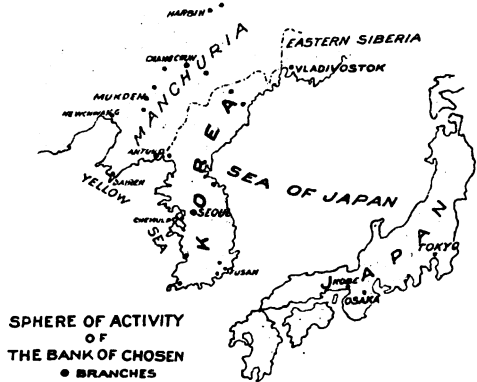 HARBIN
EASTERN SIBERIA
CHANGCHUN
MANCHURIA
VLADIVOSTOK
MUKDEN
NEWCHWANG
ANTUNG
KOREA
SEA OF JAPAN
DAIREN
YELLOW SEA
SEOUL
CHEMULPO
JAPAN
TOKYO
FUSAN
KOBE
OSAKA
SPHERE OF ACTIVITY
OF
THE BANK OF CHOSEN
● BRANCHES